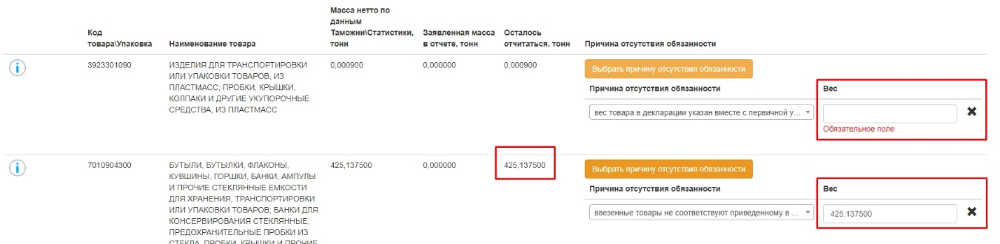 Код товара\Упаковка
Наименование товара
Масса нетто по данным Таможни\Статистики, тонн
Заявленная масса в отчете, тонн
Осталось отчитаться, тонн
Причина отсутствия обязанности
3923301090
ИЗДЕЛИЯ ДЛЯ ТРАНСПОРТИРОВКИ
ИЛИ УПАКОВКИ ТОВАРОВ, ИЗ
ПЛАСТМАСС; ПРОБКИ, КРЫШКИ,
КОЛПАКИ И ДРУГИЕ УКУПОРОЧНЫЕ
СРЕДСТВА, ИЗ ПЛАСТМАСС
0,000900
0,000000
0,000900
Выбрать причину отсутствия обязанности
Причина отсутствия обязанности
Вес
вес товара в декларации указан вместе с первичной у…
Обязательное поле
7010904300
БУТЫЛИ, БУТЫЛКИ, ФЛАКОНЫ,
КУВШИНЫ, ГОРШКИ, БАНКИ, АМПУЛЫ
И ПРОЧИЕ СТЕКЛЯННЫЕ ЕМКОСТИ
ДЛЯ ХРАНЕНИЯ, ТРАНСПОРТИРОВКИ
ИЛИ УПАКОВКИ ТОВАРОВ; БАНКИ ДЛЯ
КОНСЕРВИРОВАНИЯ СТЕКЛЯННЫЕ;
ПРЕДОХРАНИТЕЛЬНЫЕ ПРОБКИ ИЗ
СТЕКЛА, ПРОБКИ, КРЫШКИ И ПРОЧИЕ
425,137500
0,000000
425,137500
Выбрать причину отсутствия обязанности
Причина отсутствия обязанности
Вес
ввезенные товары не соответствуют приведенному в …
425.137500